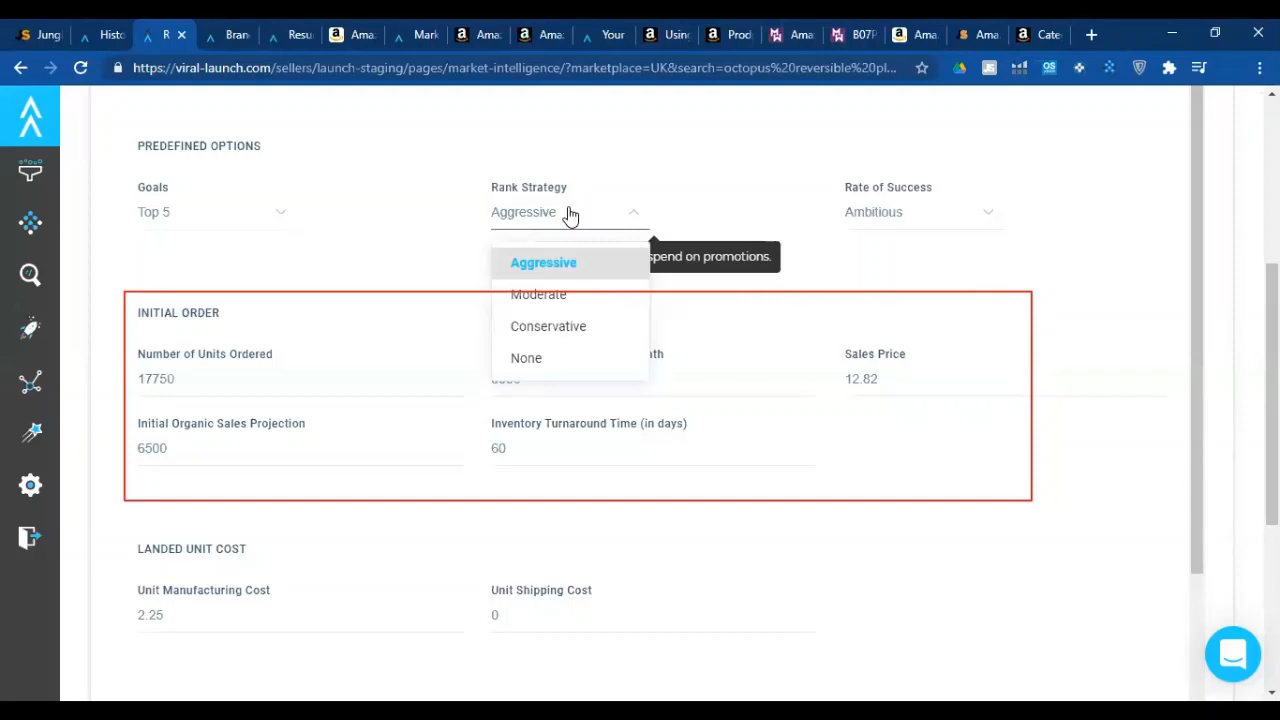 Jung
Histo
R
Bran
Resu
Ama
Mark
Ama
Ama
Your
Using
Prod
Ama
B07P
Ama
Ama
Cate
https://viral-launch.com/sellers/launch-staging/pages/market-intelligence/?marketplace=UK&search=octopus%20reversible%20pl...
PREDEFINED OPTIONS
Goals
Rank Strategy
Rate of Success
Top 5
Aggressive
Ambitious
spend on promotions.
Aggressive
Moderate
Conservative
None
INITIAL ORDER
Number of Units Ordered
nth
Sales Price
17750
12.82
Initial Organic Sales Projection
Inventory Turnaround Time (in days)
6500
60
LANDED UNIT COST
Unit Manufacturing Cost
Unit Shipping Cost
2.25
0